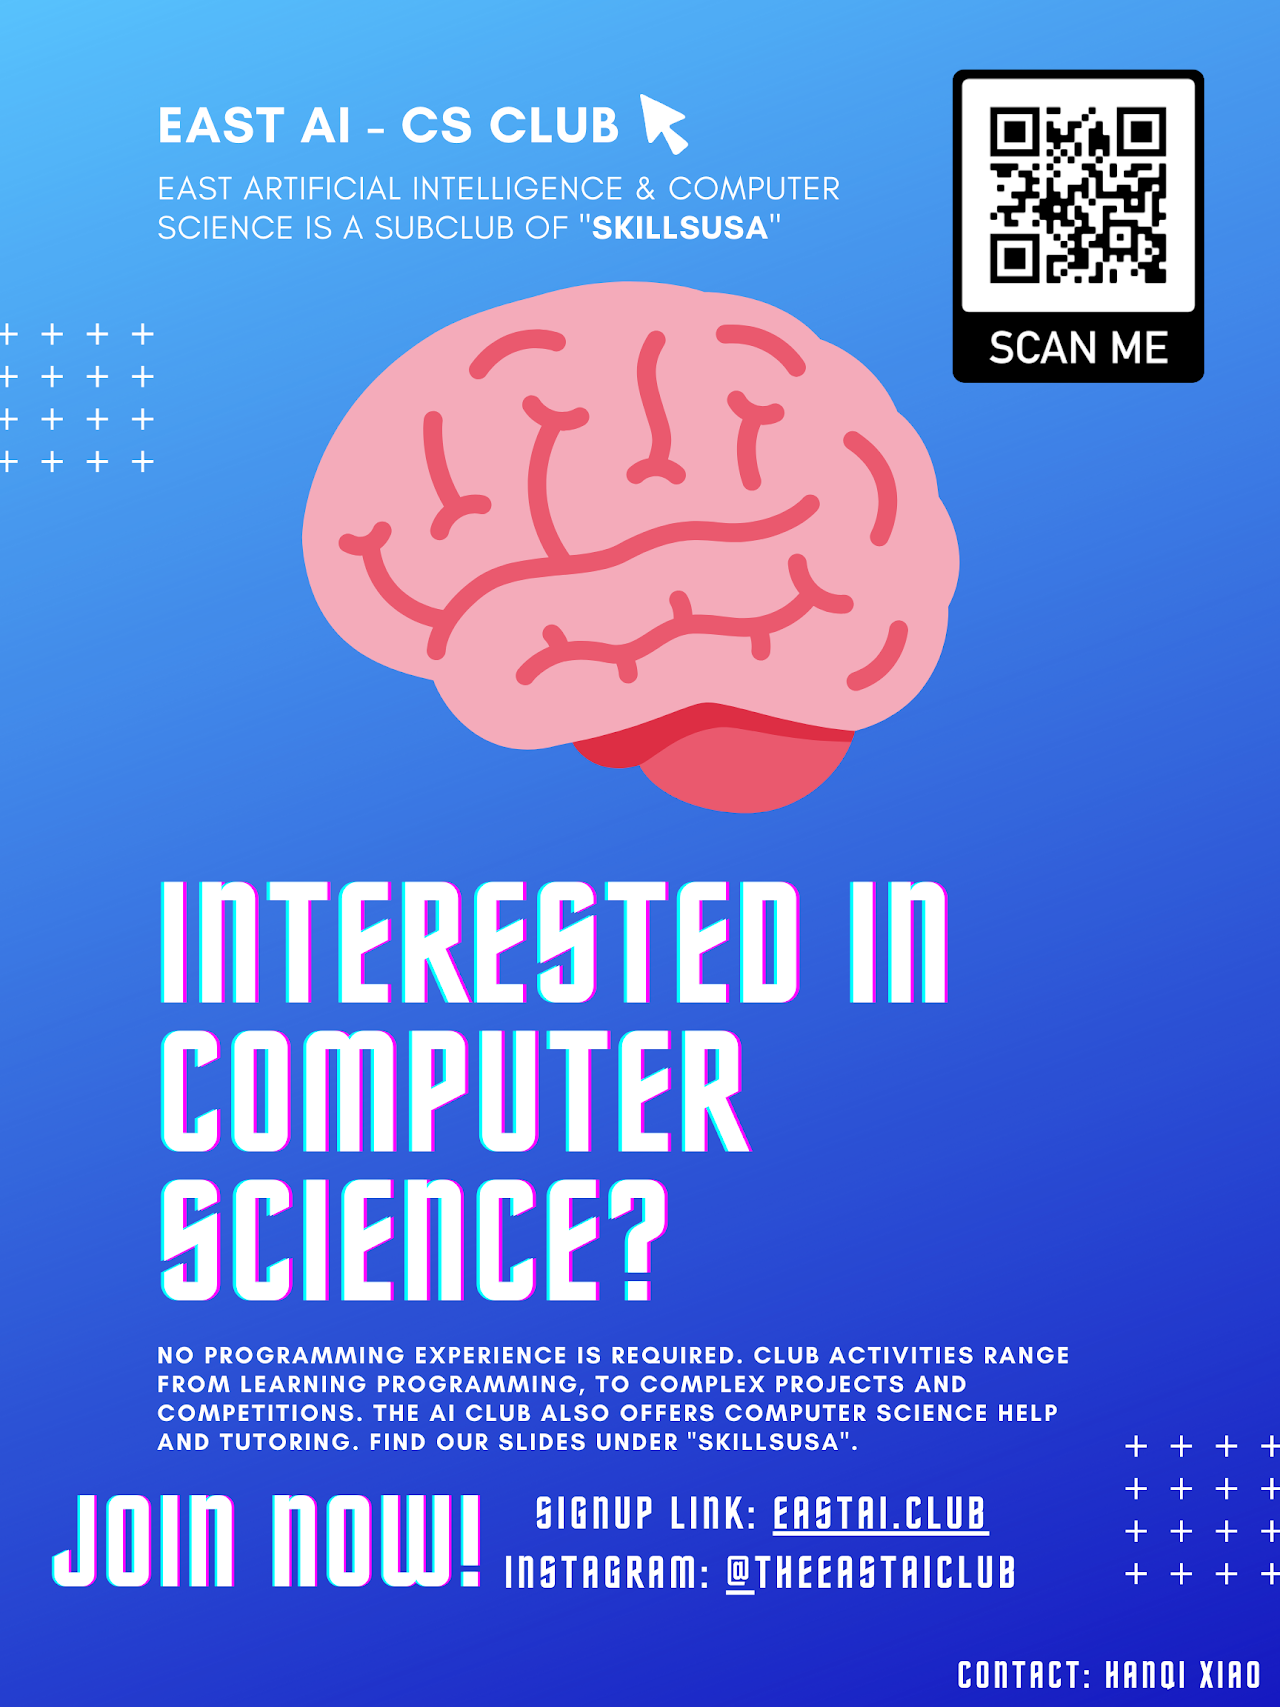 EAST AI - CS CLUB
EAST ARTIFICIAL INTELLIGENCE & COMPUTER
SCIENCE IS A SUBCLUB OF "SKILLSUSA"
SCAN ME
INTERESTED IN
COMPUTER
SCIENCE?
NO PROGRAMMING EXPERIENCE IS REQUIRED. CLUB ACTIVITIES RANGE
FROM LEARNING PROGRAMMING, TO COMPLEX PROJECTS AND
COMPETITIONS. THE AI CLUB ALSO OFFERS COMPUTER SCIENCE HELP
AND TUTORING. FIND OUR SLIDES UNDER "SKILLSUSA".
JOIN NOW!
SIGNUP LINK: EASTAI.CLUB
INSTAGRAM: @THEEASTAICLUB
CONTACT: HANQI XIAO